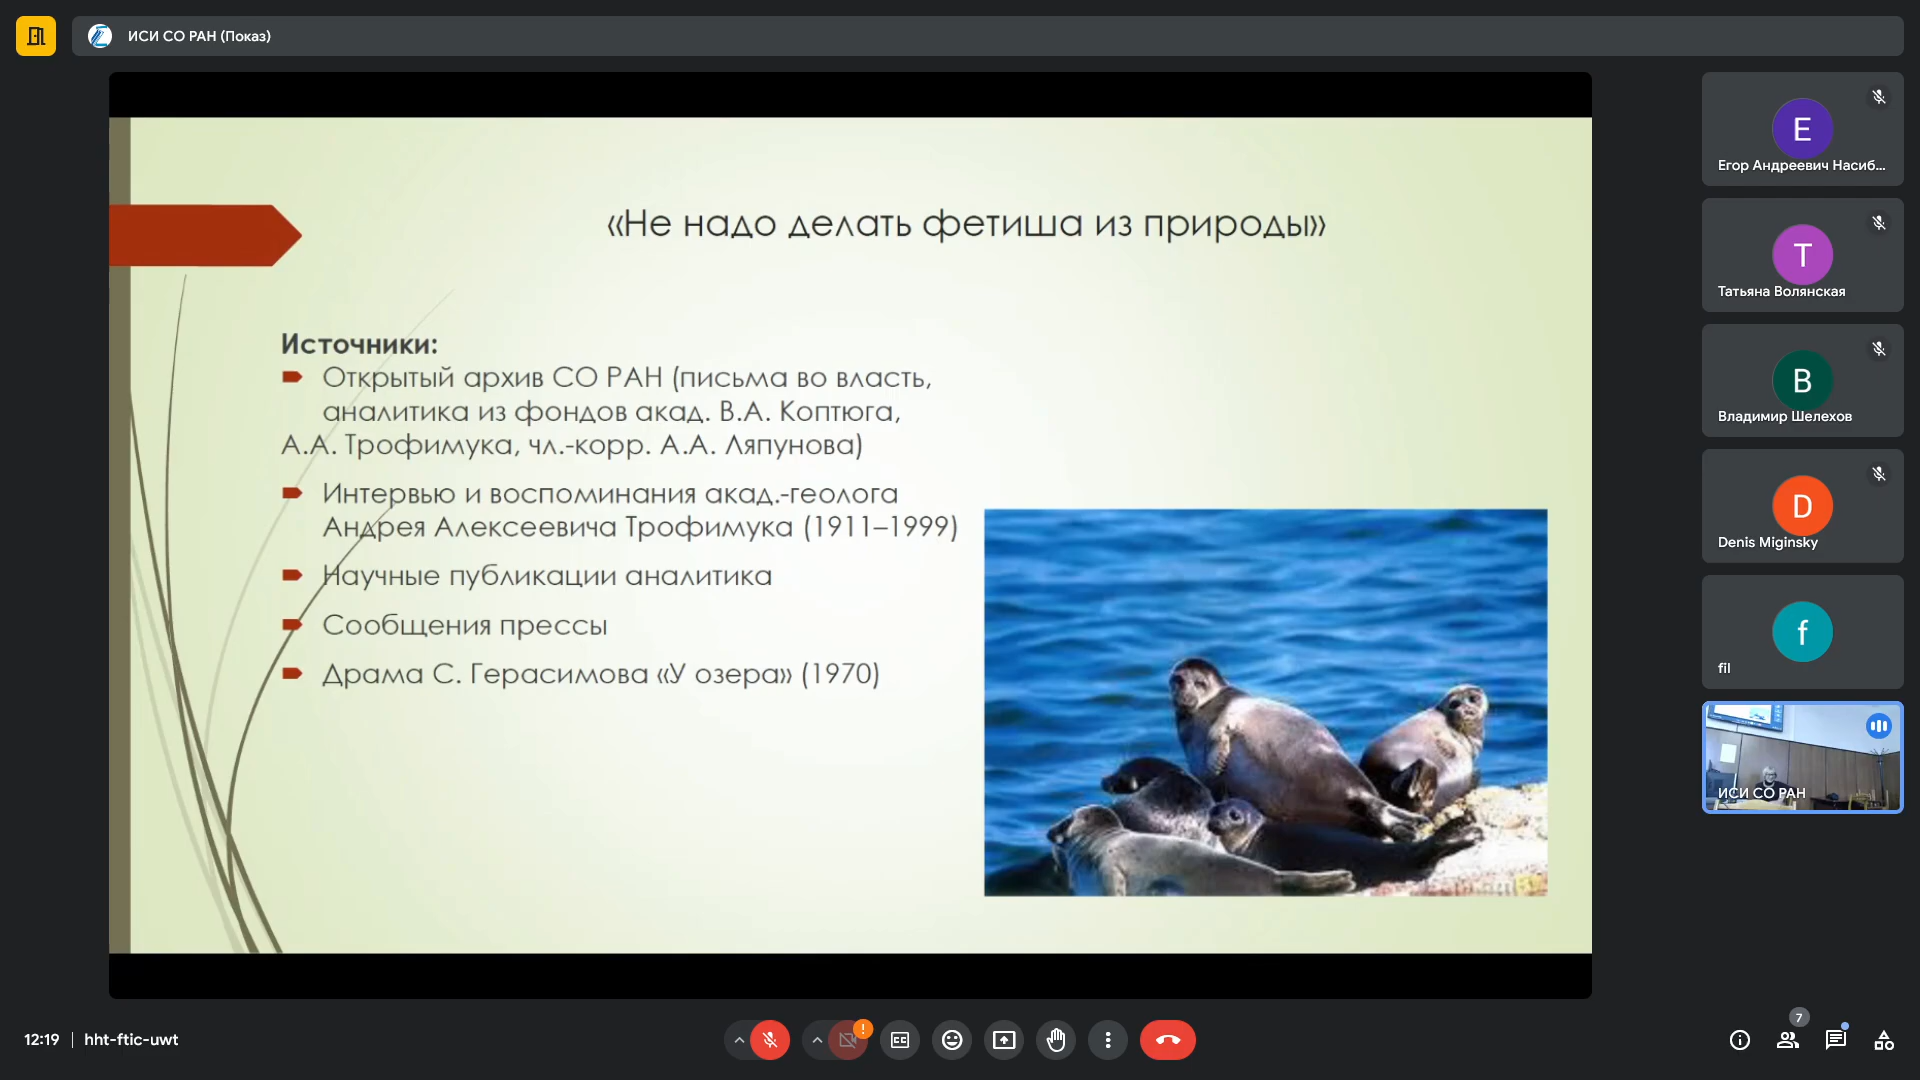 ИСИ СО РАН (Показ)
«Не надо делать фетиша из природы»
Источники:
Открытый архив СО РАН (письма во власть,
аналитика из фондов акад. В.А. Коптюга,
А.А. Трофимука, чл.-корр. А.А. Ляпунова)
Интервью и воспоминания акад.-геолога
Андрея Алексеевича Трофимука (1911–1999)
Научные публикации аналитика
Сообщения прессы
Драма С. Герасимова «У озера» (1970)
E
Егор Андреевич Насиб...
Т
Татьяна Волянская
В
Владимир Шелехов
D
Denis Miginsky
f
fil
ИСИ СО РАН
12:19 | hht-ftic-uwt
!
CC
7